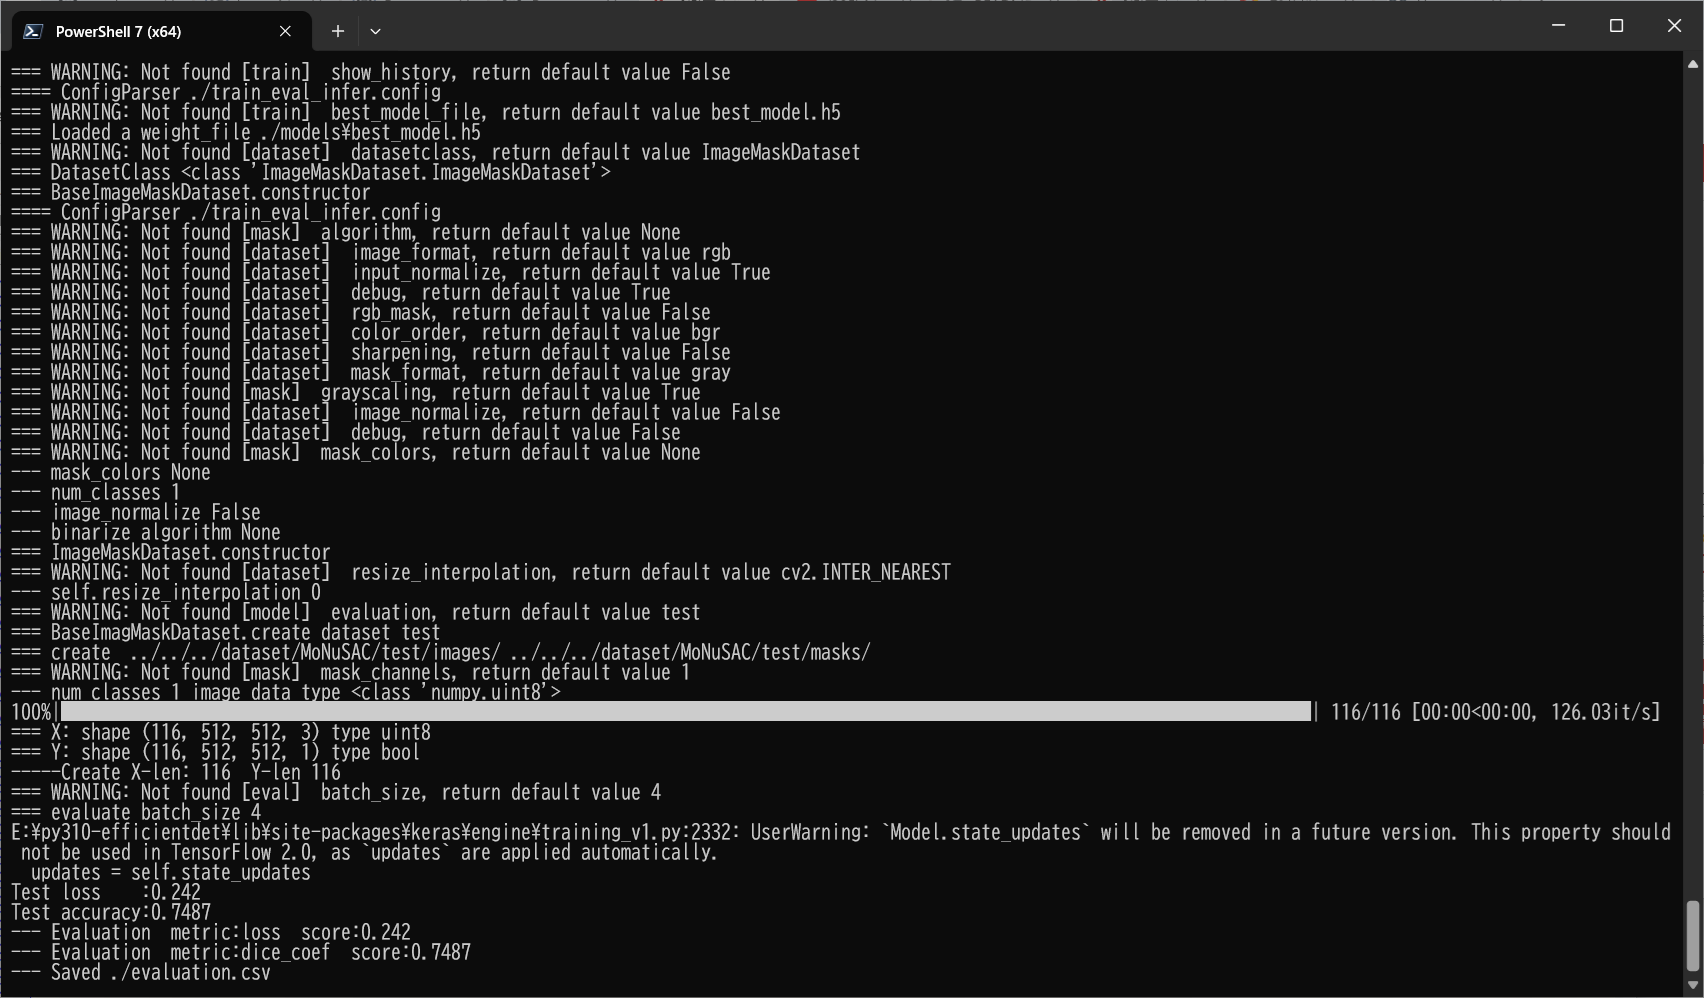 PowerShell 7 (x64)
=== WARNING: Not found [train]  show_history, return default value False
==== ConfigParser ./train_eval_infer.config
=== WARNING: Not found [train]  best_model_file, return default value best_model.h5
=== Loaded a weight_file ./models¥best_model.h5
=== WARNING: Not found [dataset]  datasetclass, return default value ImageMaskDataset
=== DatasetClass <class 'ImageMaskDataset.ImageMaskDataset'>
=== BaseImageMaskDataset.constructor
==== ConfigParser ./train_eval_infer.config
=== WARNING: Not found [mask]  algorithm, return default value None
=== WARNING: Not found [dataset]  image_format, return default value rgb
=== WARNING: Not found [dataset]  input_normalize, return default value True
=== WARNING: Not found [dataset]  debug, return default value True
=== WARNING: Not found [dataset]  rgb_mask, return default value False
=== WARNING: Not found [dataset]  color_order, return default value bgr
=== WARNING: Not found [dataset]  sharpening, return default value False
=== WARNING: Not found [dataset]  mask_format, return default value gray
=== WARNING: Not found [mask]  grayscaling, return default value True
=== WARNING: Not found [dataset]  image_normalize, return default value False
=== WARNING: Not found [dataset]  debug, return default value False
=== WARNING: Not found [mask]  mask_colors, return default value None
--- mask_colors None
--- num_classes 1
--- image_normalize False
--- binarize algorithm None
=== ImageMaskDataset.constructor
=== WARNING: Not found [dataset]  resize_interpolation, return default value cv2.INTER_NEAREST
--- self.resize_interpolation 0
=== WARNING: Not found [model]  evaluation, return default value test
=== BaseImagMaskDataset.create dataset test
=== create  ../../../dataset/MoNuSAC/test/images/ ../../../dataset/MoNuSAC/test/masks/
=== WARNING: Not found [mask]  mask_channels, return default value 1
--- num_classes 1 image data_type <class 'numpy.uint8'>
100%| | 116/116 [00:00<00:00, 126.03it/s]
=== X: shape (116, 512, 512, 3) type uint8
=== Y: shape (116, 512, 512, 1) type bool
-----Create X-len: 116  Y-len 116
=== WARNING: Not found [eval]  batch_size, return default value 4
=== evaluate batch_size 4
E:¥py310-efficientdet¥lib¥site-packages¥keras¥engine¥training_v1.py:2332: UserWarning: `Model.state_updates` will be removed in a future version. This property should
 not be used in TensorFlow 2.0, as `updates` are applied automatically.
  updates = self.state_updates
Test loss    :0.242
Test accuracy:0.7487
--- Evaluation  metric:loss  score:0.242
--- Evaluation  metric:dice_coef  score:0.7487
--- Saved ./evaluation.csv